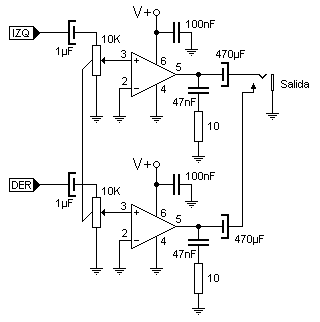 V+
100nF
IZQ
10K
470µF
1µF
3
+
6
5
2
-
4
Salida
47nF
10
V+
100nF
DER
10K
1µF
3
+
6
5
2
-
4
470µF
47nF
10